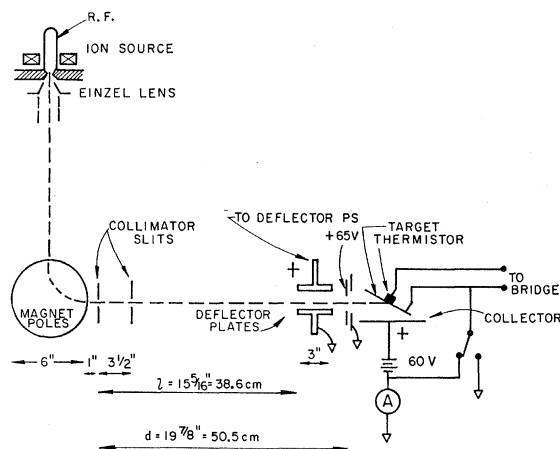 R.F.
ION SOURCE
EINZEL LENS
COLLIMATOR
SLITS
TO DEFLECTOR PS
+65V
TARGET
THERMISTOR
+
TO
BRIDGE
MAGNET
POLES
DEFLECTOR
PLATES
COLLECTOR
+
6"
1"
3 1/2"
3"
60 V
A
l = 15 5/16" = 38.6 cm
d = 19 7/8" = 50.5 cm